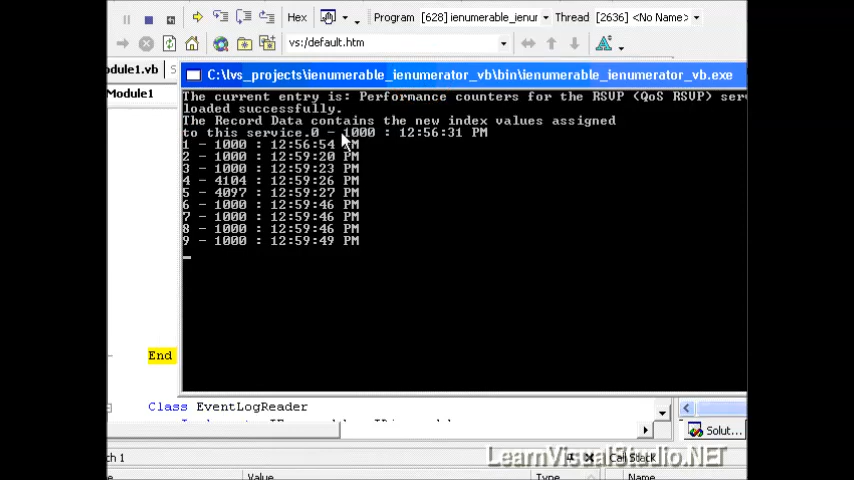 Hex Program [628] ienumerable_ienur Thread [2636] <No Name>
vs:/default.htm
odule1.vb
C:\lvs_projects\ienumerable_ienumerator_vb\bin\ienumerable_ienumerator_vb.exe
Module1
The current entry is: Performance counters for the RSVP (QoS RSVP) serv
loaded successfully.
The Record Data contains the new index values assigned
to this service.0 - 1000 : 12:56:31 PM
1 - 1000 : 12:56:54 PM
2 - 1000 : 12:59:20 PM
3 - 1000 : 12:59:23 PM
4 - 4104 : 12:59:26 PM
5 - 4097 : 12:59:27 PM
6 - 1000 : 12:59:46 PM
7 - 1000 : 12:59:46 PM
8 - 1000 : 12:59:46 PM
9 - 1000 : 12:59:49 PM
End
Class EventLogReader
Solut...
ch 1
Call Stack
LearnVisualStudio.NET
Value Type Name